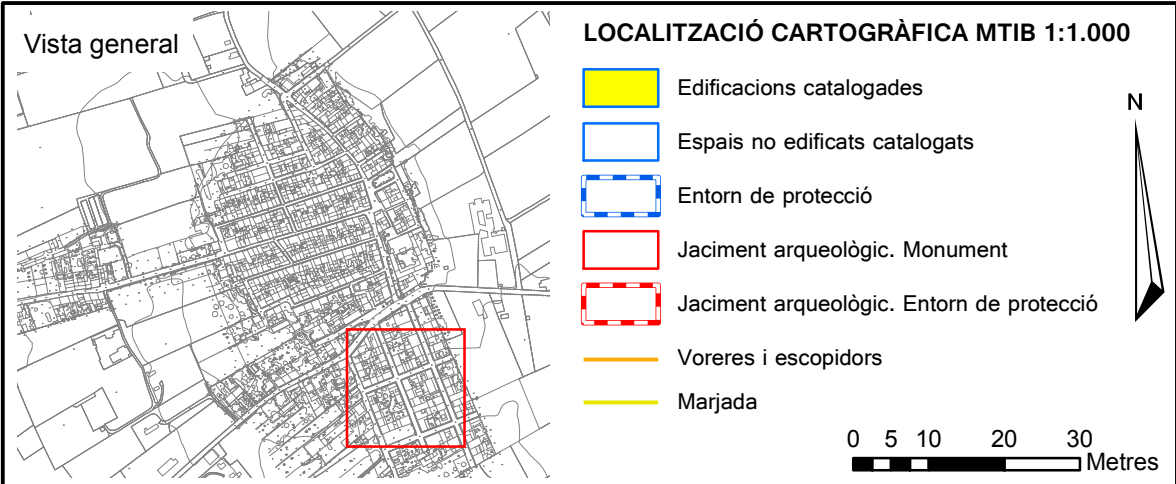 Vista general
LOCALITZACIÓ CARTOGRÀFICA MTIB 1:1.000
Edificacions catalogades
Espais no edificats catalogats
Entorn de protecció
Jaciment arqueològic. Monument
Jaciment arqueològic. Entorn de protecció
Voreres i escopidors
Marjada
N
0 5 10 20 30
Metres